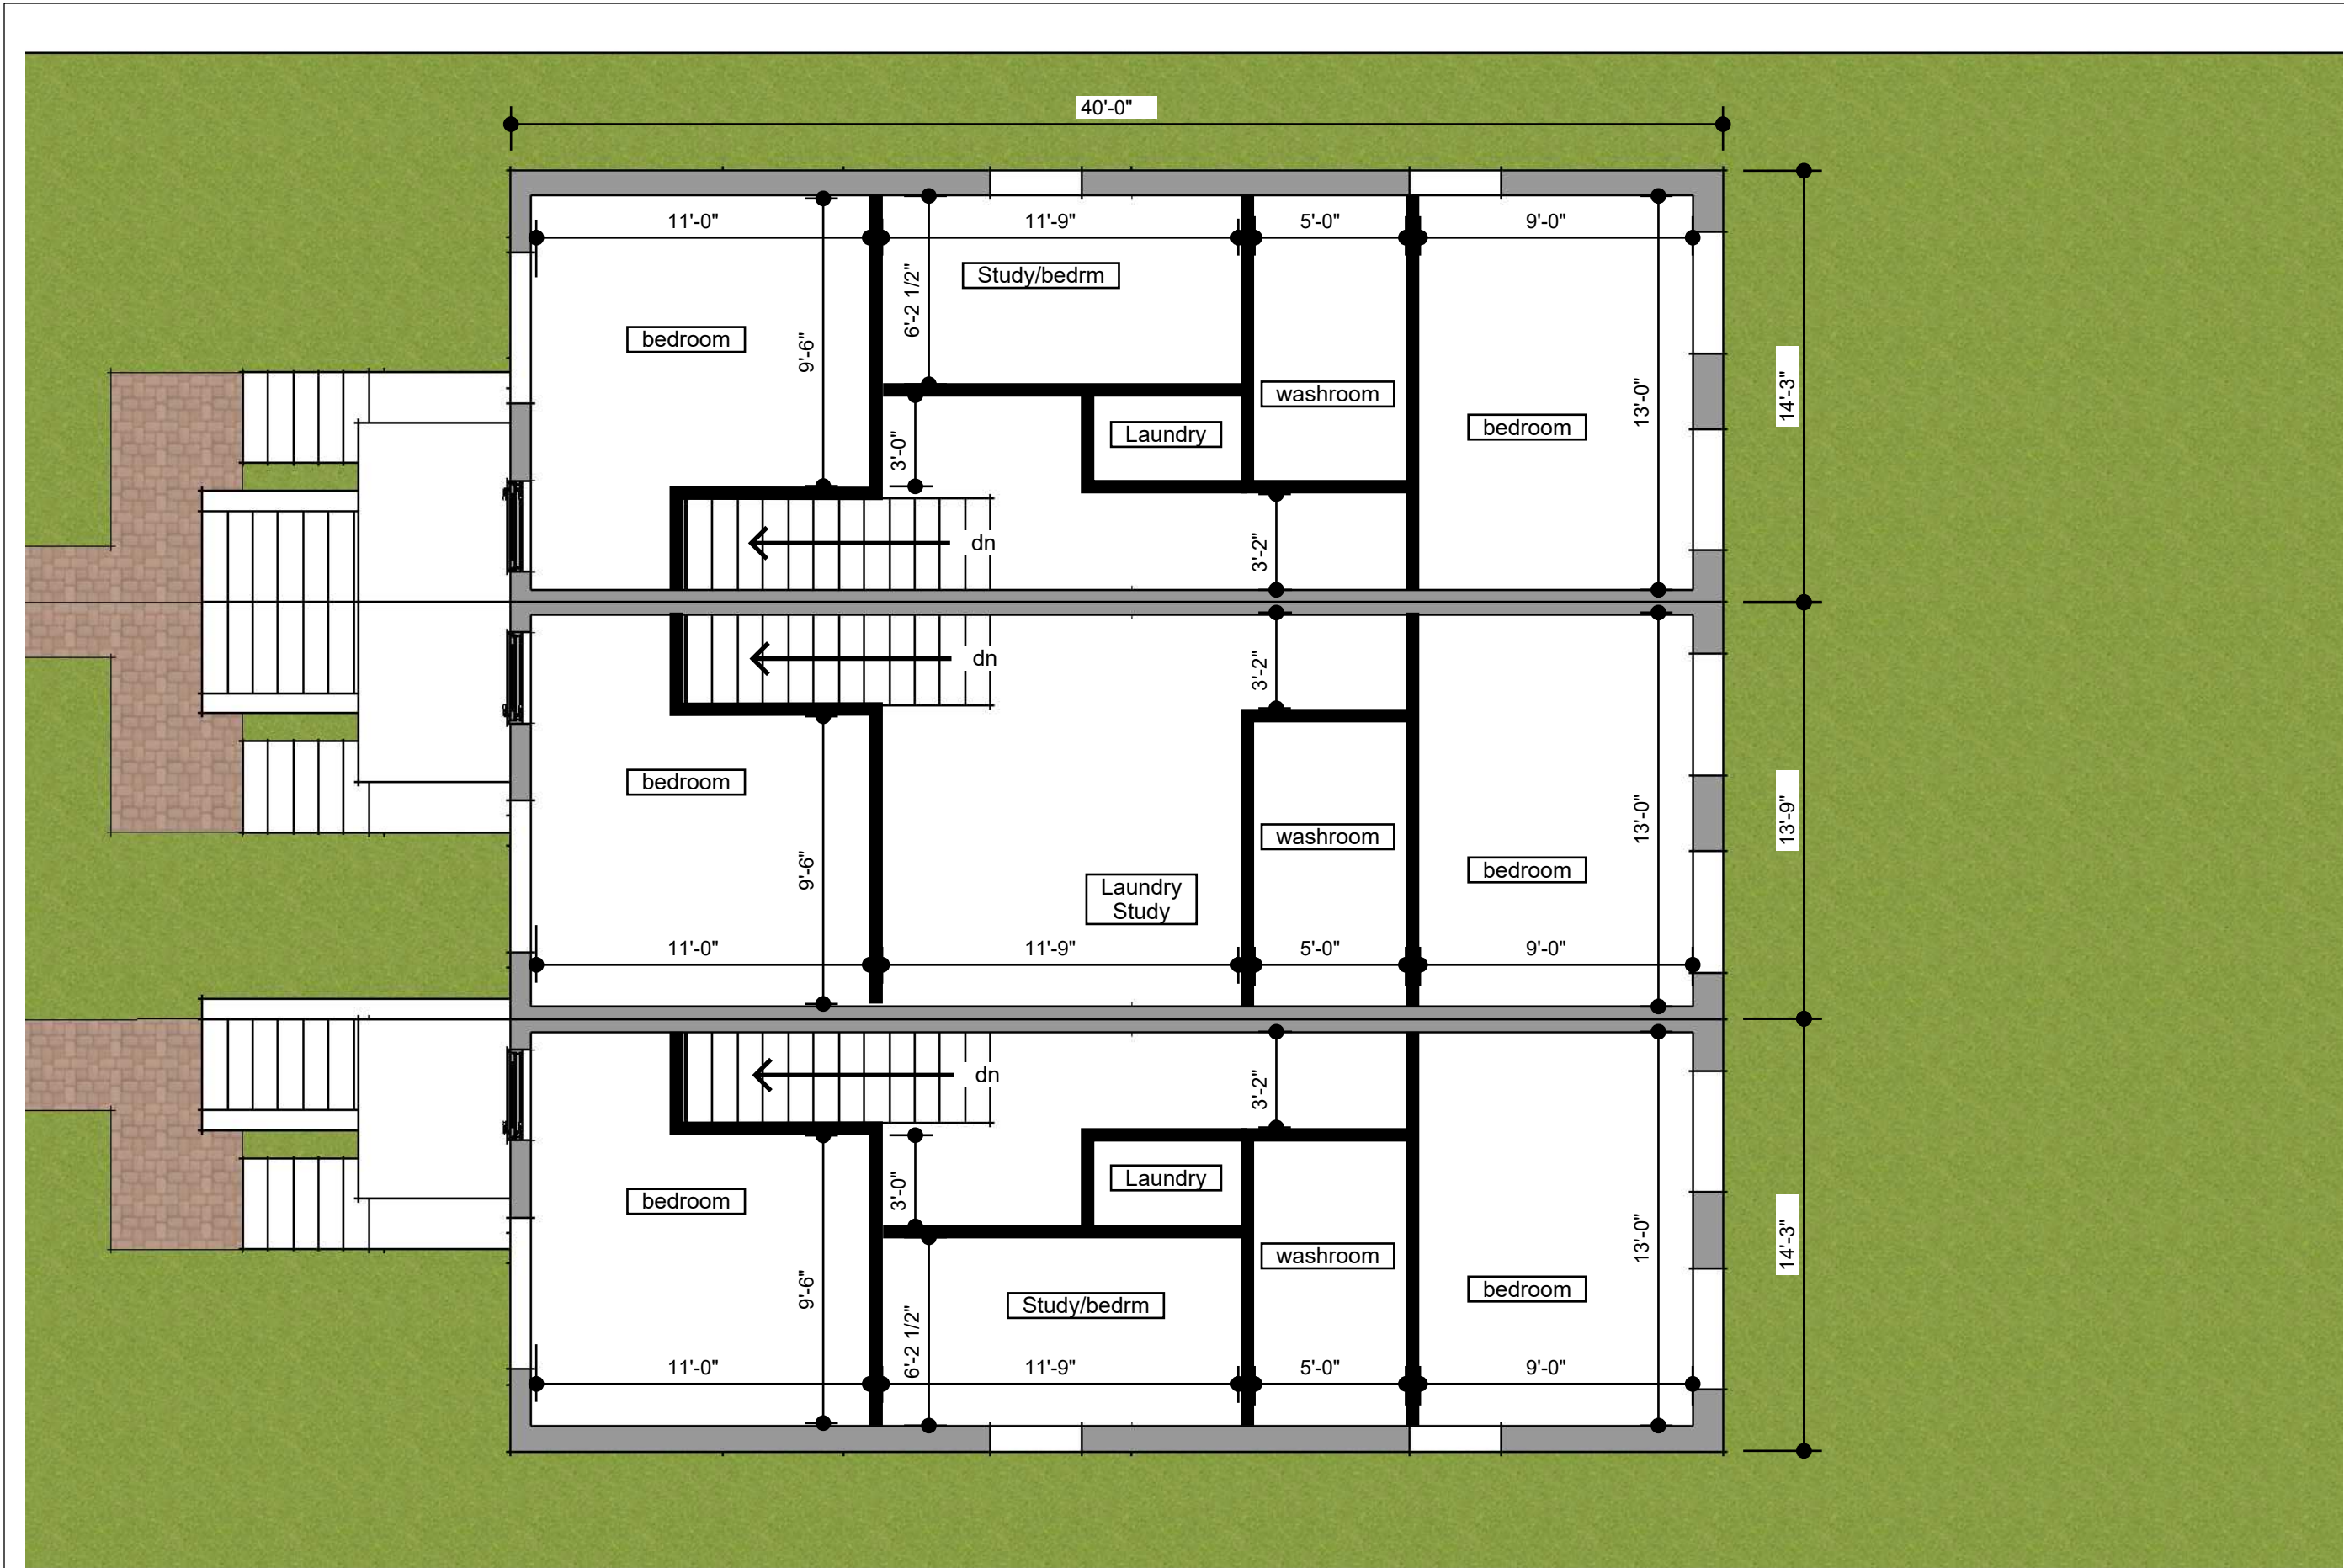 40'-0"
11'-0"
11'-9"
5'-0"
9'-0"
Study/bedrm
6'-2 1/2"
bedroom
9'-6"
washroom
13'-0"
14'-3"
Laundry
bedroom
3'-0"
dn
3'-2"
dn
3'-2"
bedroom
washroom
13'-0"
13'-9"
9'-6"
bedroom
Laundry
Study
11'-0"
11'-9"
5'-0"
9'-0"
dn
3'-2"
Laundry
3'-0"
bedroom
washroom
13'-0"
14'-3"
9'-6"
bedroom
Study/bedrm
6'-2 1/2"
11'-0"
11'-9"
5'-0"
9'-0"